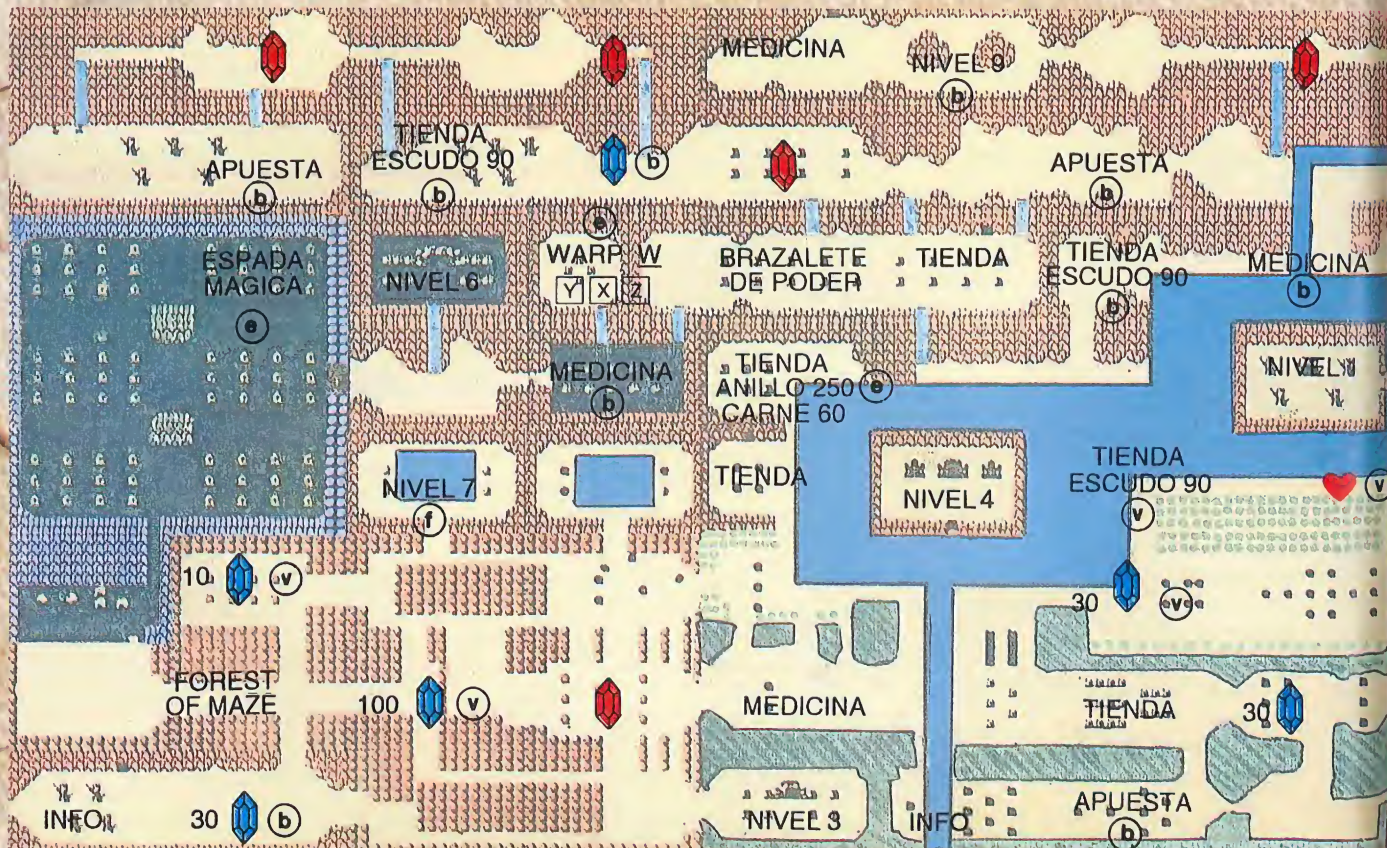 MEDICINA
NIVEL 9
b
TIENDA
ESCUDO 90
b
b
APUESTA
b
APUESTA
b
e
ESPADA
MAGICA
e
NIVEL 6
WARP W
Y X Z
BRAZALETE
DE PODER
TIENDA
TIENDA
ESCUDO 90
b
MEDICINA
b
MEDICINA
b
TIENDA
ANILLO 250 e
CARNE 60
NIVEL
NIVEL 7
f
TIENDA
NIVEL 4
TIENDA
ESCUDO 90
v
v
10 v
30 v
FOREST
OF MAZE
100 v
MEDICINA
TIENDA
30
INFO
30 b
NIVEL 3
INFO
APUESTA
b